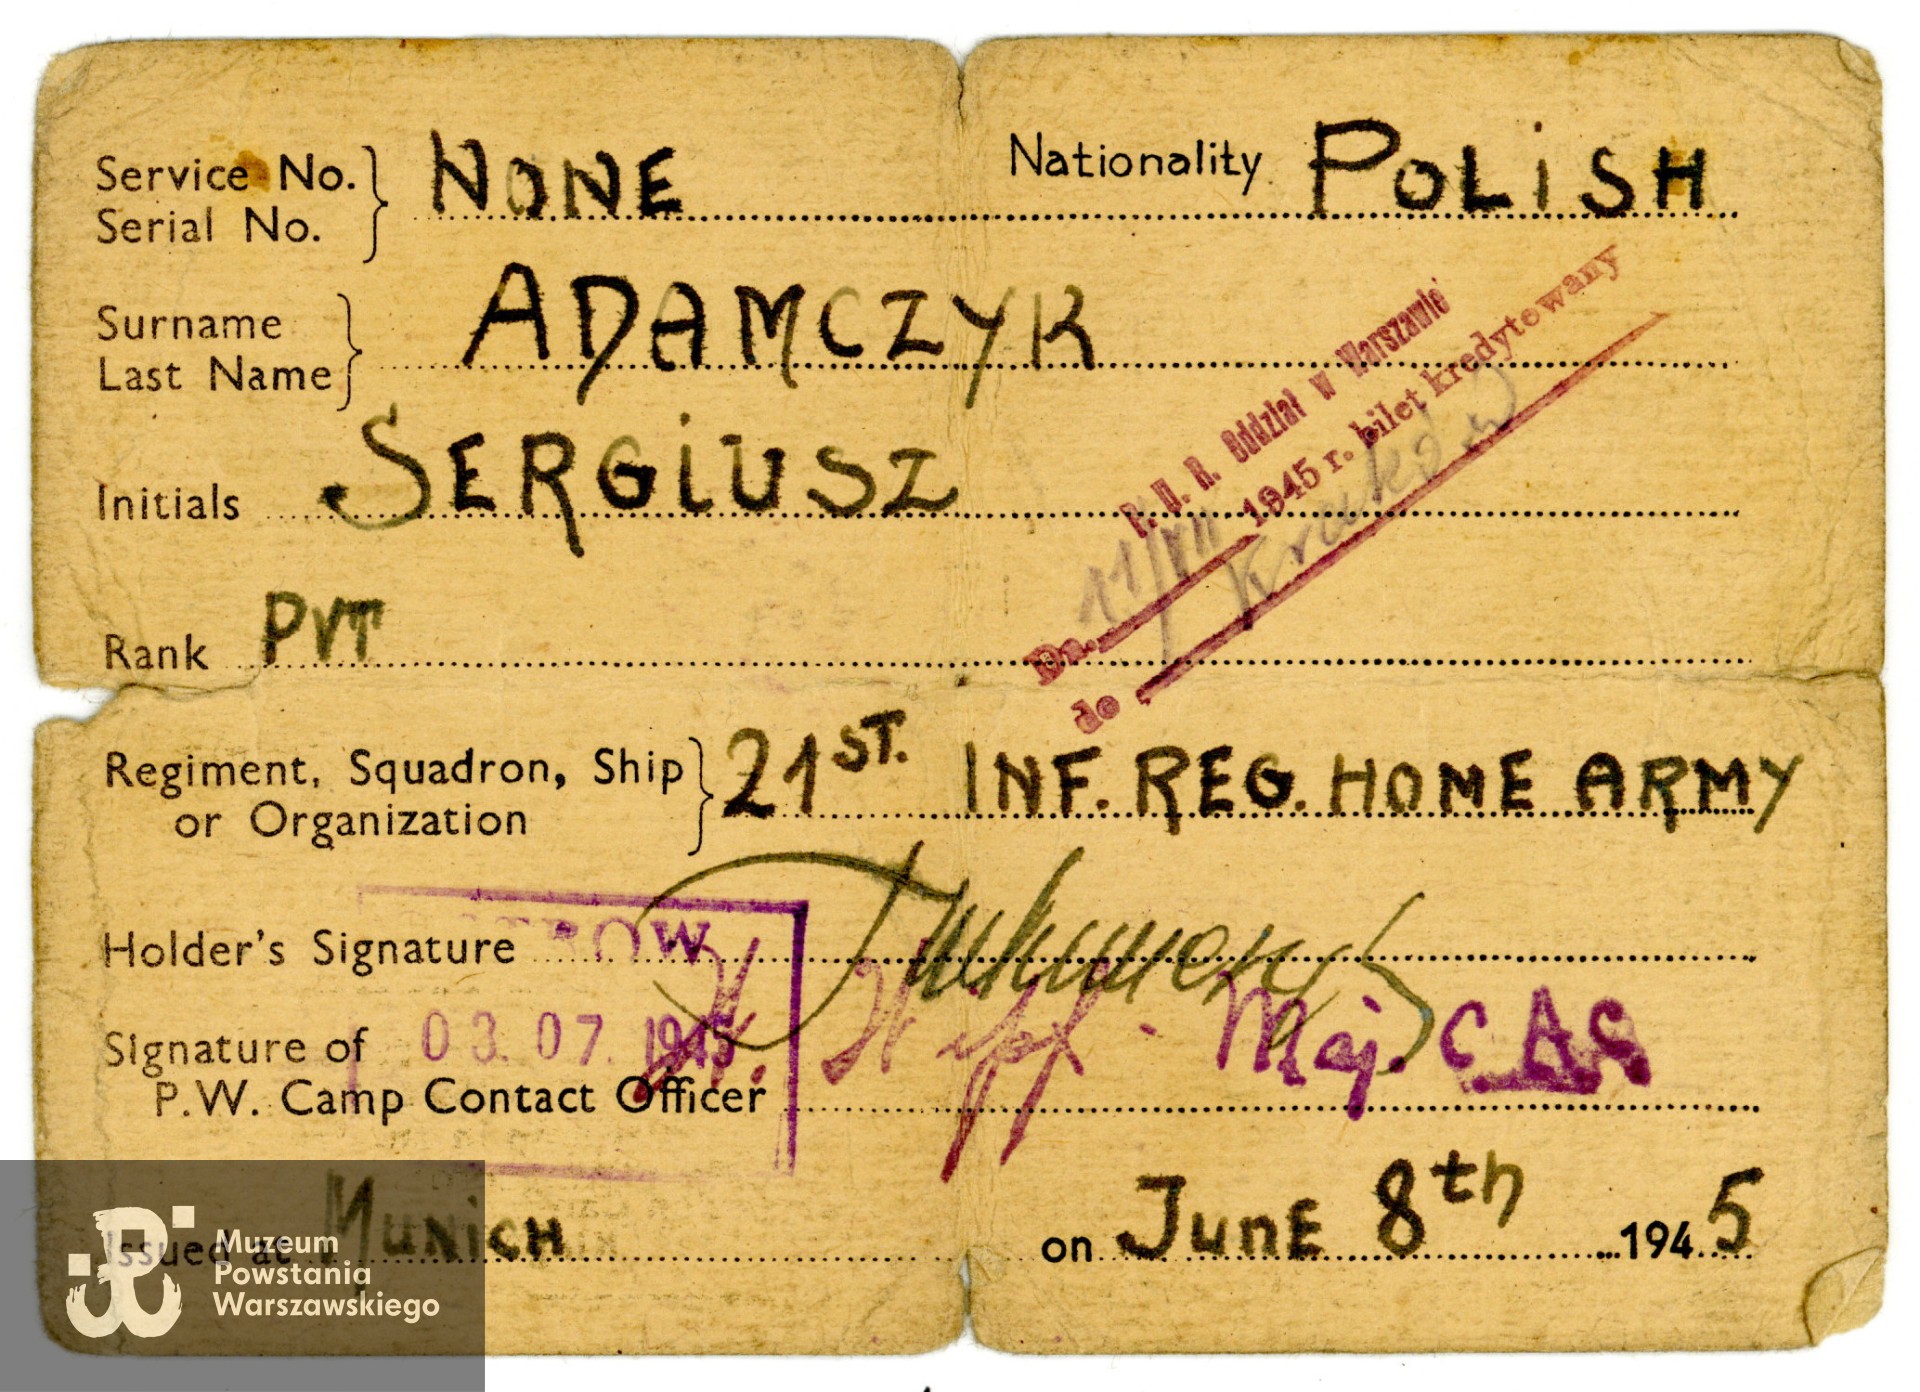 Service No. } NONE Nationality POLiSH
Serial No.
Surname } ADAMCZYK
Last Name
Initials SERGiUSZ
P. U. R. Oddział w Warszawie
Dn. 11/VII 1945 r. bilet kredytowany
do Kraków
Rank PVT
Regiment, Squadron, Ship } 21ST. INF. REG. HOME ARMY
or Organization
Holder's Signature
Signature of 03. 07. 1945 Maj. C A C
P.W. Camp Contact Officer
Issued at MUNiCH on JUNE 8th 1945
Muzeum
Powstania
Warszawskiego